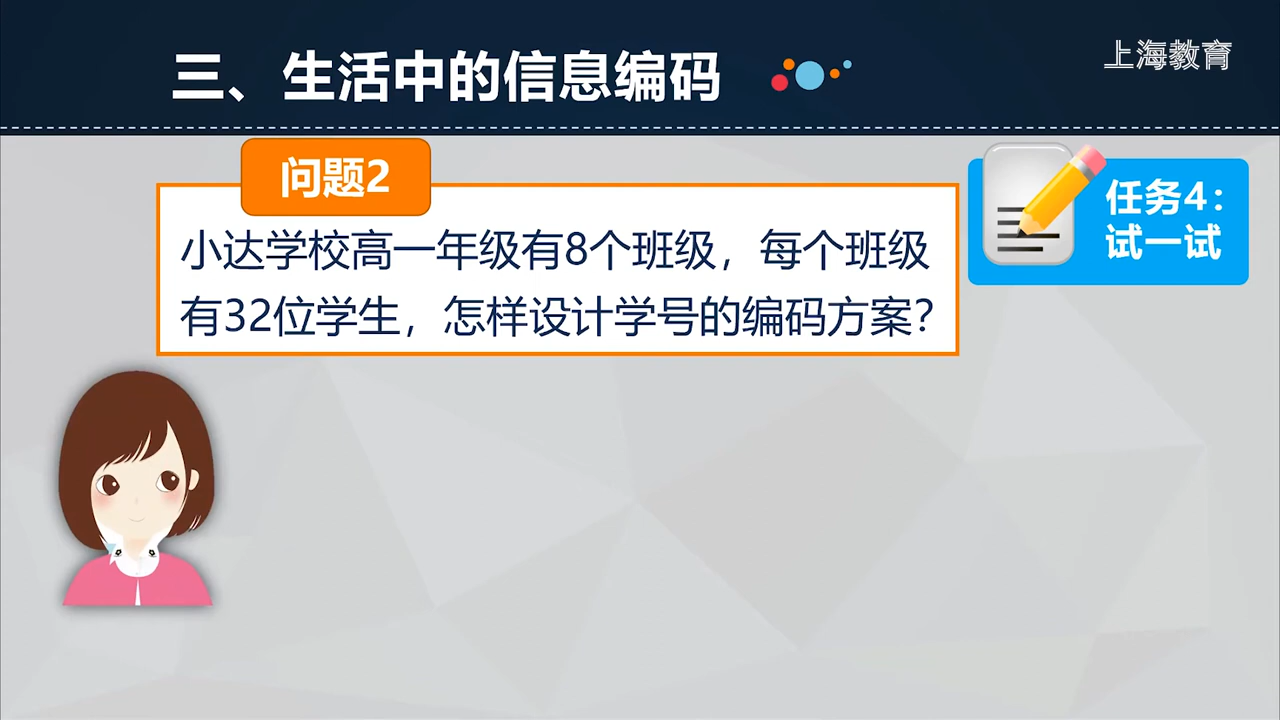 三、生活中的信息编码
上海教育
问题2
小达学校高一年级有8个班级，每个班级
有32位学生，怎样设计学号的编码方案？
任务4：
试一试